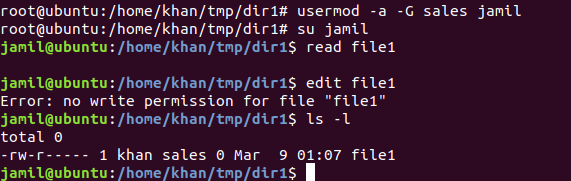 root@ubuntu:/home/khan/tmp/dir1# usermod -a -G sales jamil
root@ubuntu:/home/khan/tmp/dir1# su jamil
jamil@ubuntu:/home/khan/tmp/dir1$ read file1
jamil@ubuntu:/home/khan/tmp/dir1$ edit file1
Error: no write permission for file "file1"
jamil@ubuntu:/home/khan/tmp/dir1$ ls -l
total 0
-rw-r----- 1 khan sales 0 Mar  9 01:07 file1
jamil@ubuntu:/home/khan/tmp/dir1$